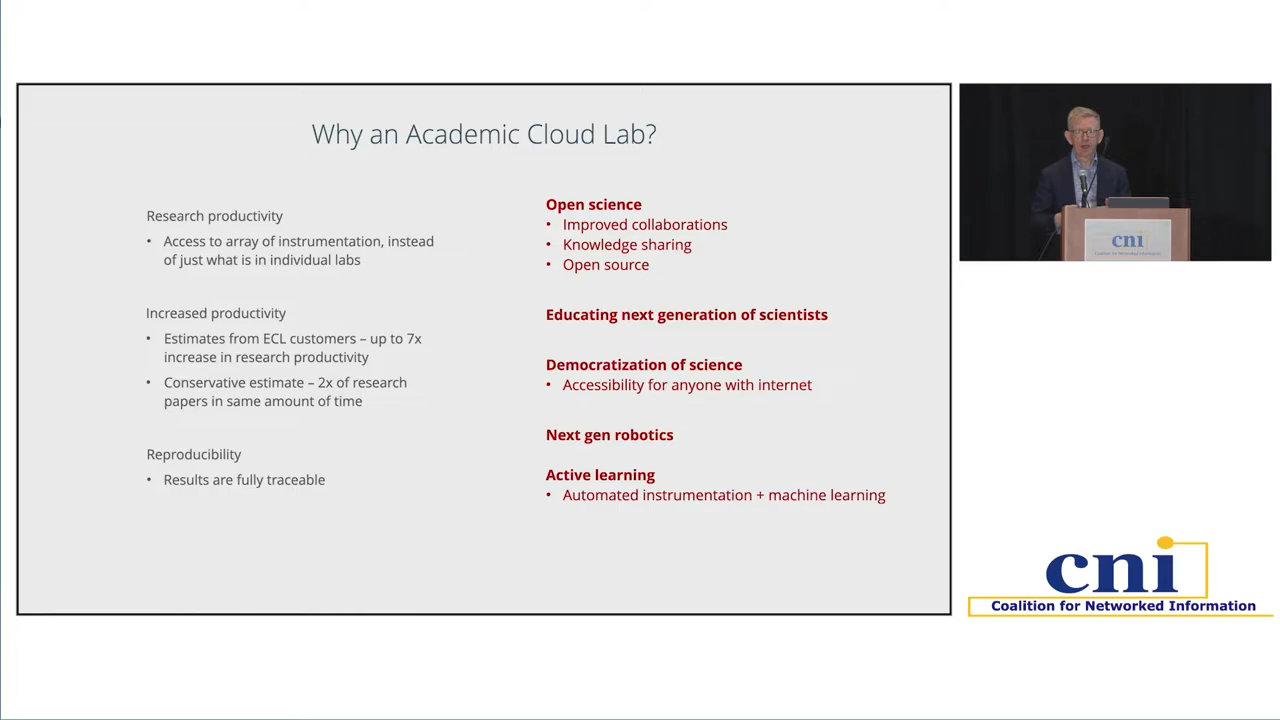 Why an Academic Cloud Lab?
Research productivity
• Access to array of instrumentation, instead
of just what is in individual labs
Increased productivity
• Estimates from ECL customers – up to 7x
increase in research productivity
• Conservative estimate – 2x of research
papers in same amount of time
Reproducibility
• Results are fully traceable
Open science
• Improved collaborations
• Knowledge sharing
• Open source
Educating next generation of scientists
Democratization of science
• Accessibility for anyone with internet
Next gen robotics
Active learning
• Automated instrumentation + machine learning
cni
Coalition for Networked Information
cni
Coalition for Networked Information